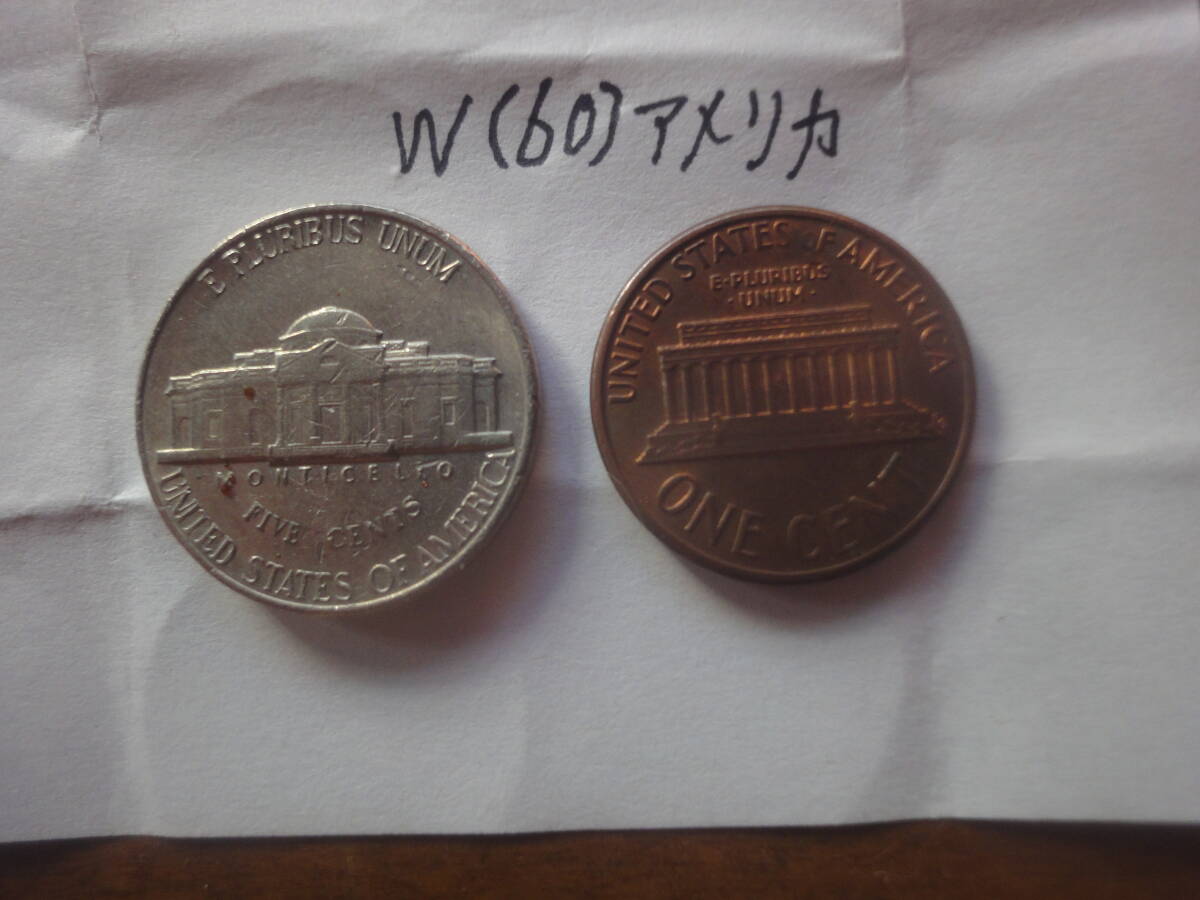 W(60)アメリカ
E PLURIBUS UNUM
MONTICELLO
FIVE CENTS
UNITED STATES OF AMERICA
UNITED STATES OF AMERICA
E·PLURIBUS
·UNUM·
ONE CENT